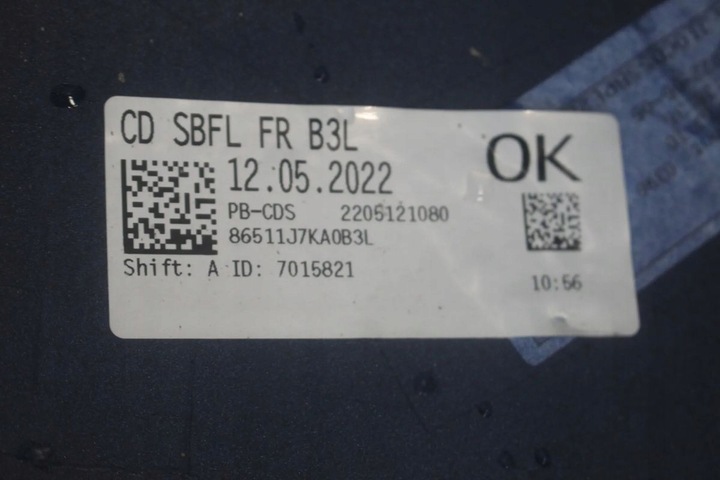 CD SBFL FR B3L
OK
12.05.2022
PB-CDS 2205121080
86511J7KA0B3L
Shift: A ID: 7015821
10:56